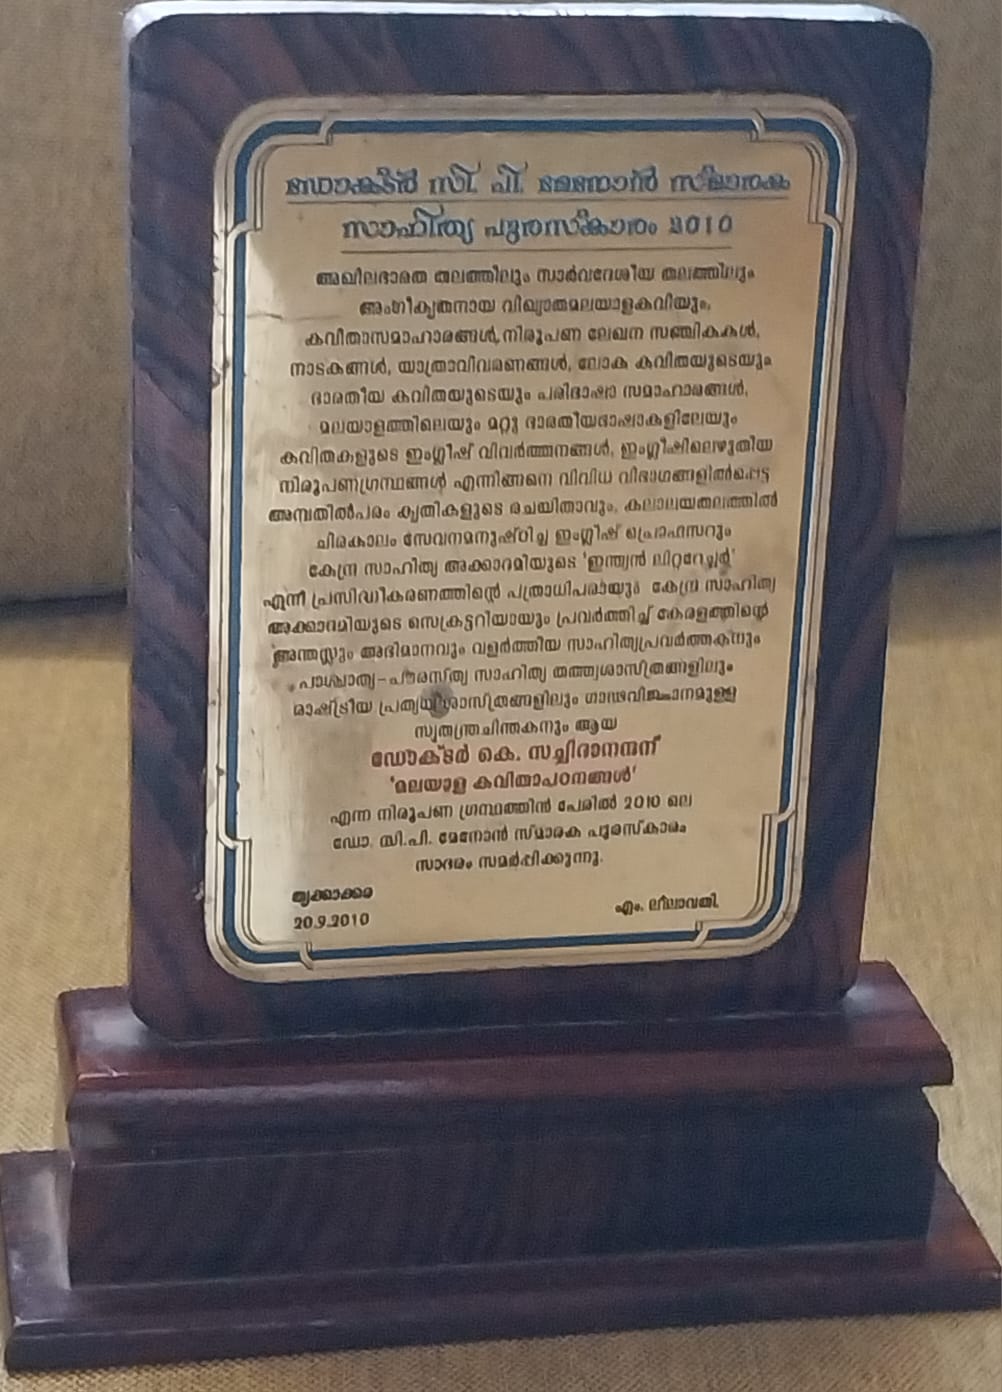 ഡോക്ടർ സി. പി. മേനോൻ സ്മാരക
സാഹിത്യ പുരസ്കാരം 2010
അഖിലഭാരത തലത്തിലും സാർവദേശീയ തലത്തിലും
അംഗീകൃതനായ വിഖ്യാതമലയാളകവിയും,
കവിതാസമാഹാരങ്ങൾ, നിരൂപണ ലേഖന സഞ്ചികകൾ,
നാടകങ്ങൾ, യാത്രാവിവരണങ്ങൾ, ലോക കവിതയുടെയും
ഭാരതീയ കവിതയുടെയും പരിഭാഷാ സമാഹാരങ്ങൾ,
മലയാളത്തിലെയും മറ്റു ഭാരതീയഭാഷാകളിലേയും
കവിതകളുടെ ഇംഗ്ലീഷ് വിവർത്തനങ്ങൾ, ഇംഗ്ലീഷിലെഴുതിയ
നിരൂപണഗ്രന്ഥങ്ങൾ എന്നിങ്ങനെ വിവിധ വിഭാഗങ്ങളിൽപ്പെട്ട
അമ്പതിൽപരം കൃതികളുടെ രചയിതാവും, കലാലയതലത്തിൽ
ചിരകാലം സേവനമനുഷ്ഠിച്ച ഇംഗ്ലീഷ് പ്രൊഫസറും
കേന്ദ്ര സാഹിത്യ അക്കാദമിയുടെ 'ഇന്ത്യൻ ലിറ്ററേച്ചർ'
എന്ന പ്രസിദ്ധീകരണത്തിന്റെ പത്രാധിപരായും കേന്ദ്ര സാഹിത്യ
അക്കാദമിയുടെ സെക്രട്ടറിയായും പ്രവർത്തിച്ച് കേരളത്തിന്റെ
അന്തസ്സും അഭിമാനവും വളർത്തിയ സാഹിത്യപ്രവർത്തകനും
പാശ്ചാത്യ-പൗരസ്ത്യ സാഹിത്യ തത്ത്വശാസ്ത്രങ്ങളിലും
രാഷ്ട്രീയ പ്രത്യയശാസ്ത്രങ്ങളിലും ഗാഢവിജ്ഞാനമുള്ള
സ്വതന്ത്രചിന്തകനും ആയ
ഡോക്ടർ കെ. സച്ചിദാനന്ദന്
'മലയാള കവിതാപഠനങ്ങൾ'
എന്ന നിരൂപണ ഗ്രന്ഥത്തിൻ പേരിൽ 2010 ലെ
ഡോ. സി.പി. മേനോൻ സ്മാരക പുരസ്കാരം
സാദരം സമർപ്പിക്കുന്നു.
തൃക്കാക്കര
എം. ലീലാവതി
20.9.2010